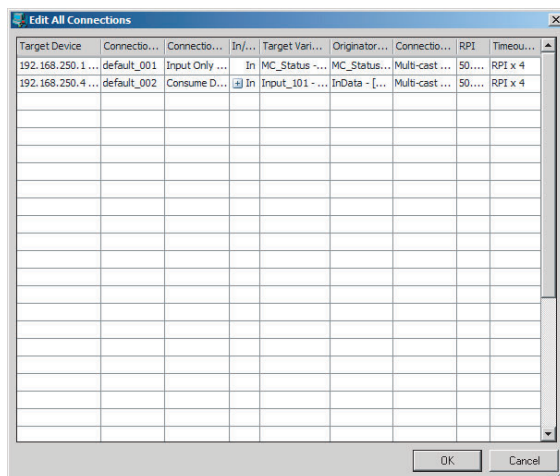 Edit All Connections
Target Device Connectio... Connectio... In/... Target Vari... Originator... Connectio... RPI Timeou...
192.168.250.1 ... default_001 Input Only ... In MC_Status -... MC_Status... Multi-cast ... 50.... RPI x 4
192.168.250.4 ... default_002 Consume D... In Input_101 - ... InData - [... Multi-cast ... 50.... RPI x 4
OK Cancel